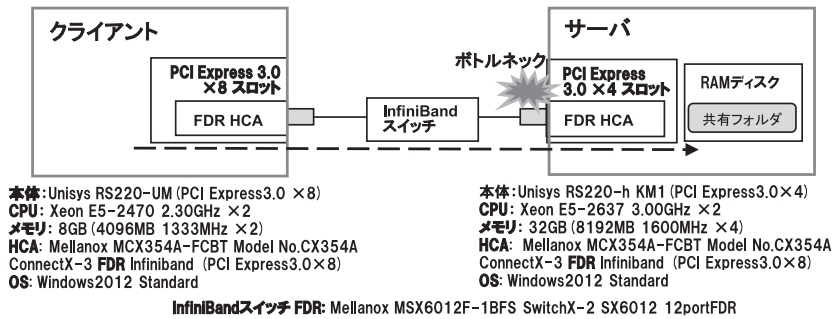 クライアント
PCI Express 3.0
×8 スロット
FDR HCA
InfiniBand
スイッチ
ボトルネック
サーバ
PCI Express
3.0 ×4 スロット
FDR HCA
RAMディスク
共有フォルダ
本体:Unisys RS220-UM(PCI Express3.0 ×8)
CPU: Xeon E5-2470 2.30GHz ×2
メモリ: 8GB(4096MB 1333MHz ×2)
HCA: Mellanox MCX354A-FCBT Model No.CX354A
ConnectX-3 FDR Infiniband (PCI Express3.0×8)
OS: Windows2012 Standard
本体:Unisys RS220-h KM1(PCI Express3.0×4)
CPU: Xeon E5-2637 3.00GHz ×2
メモリ: 32GB(8192MB 1600MHz ×4)
HCA: Mellanox MCX354A-FCBT Model No.CX354A
ConnectX-3 FDR Infiniband (PCI Express3.0×8)
OS: Windows2012 Standard
InfiniBandスイッチ FDR: Mellanox MSX6012F-1BFS SwitchX-2 SX6012 12portFDR